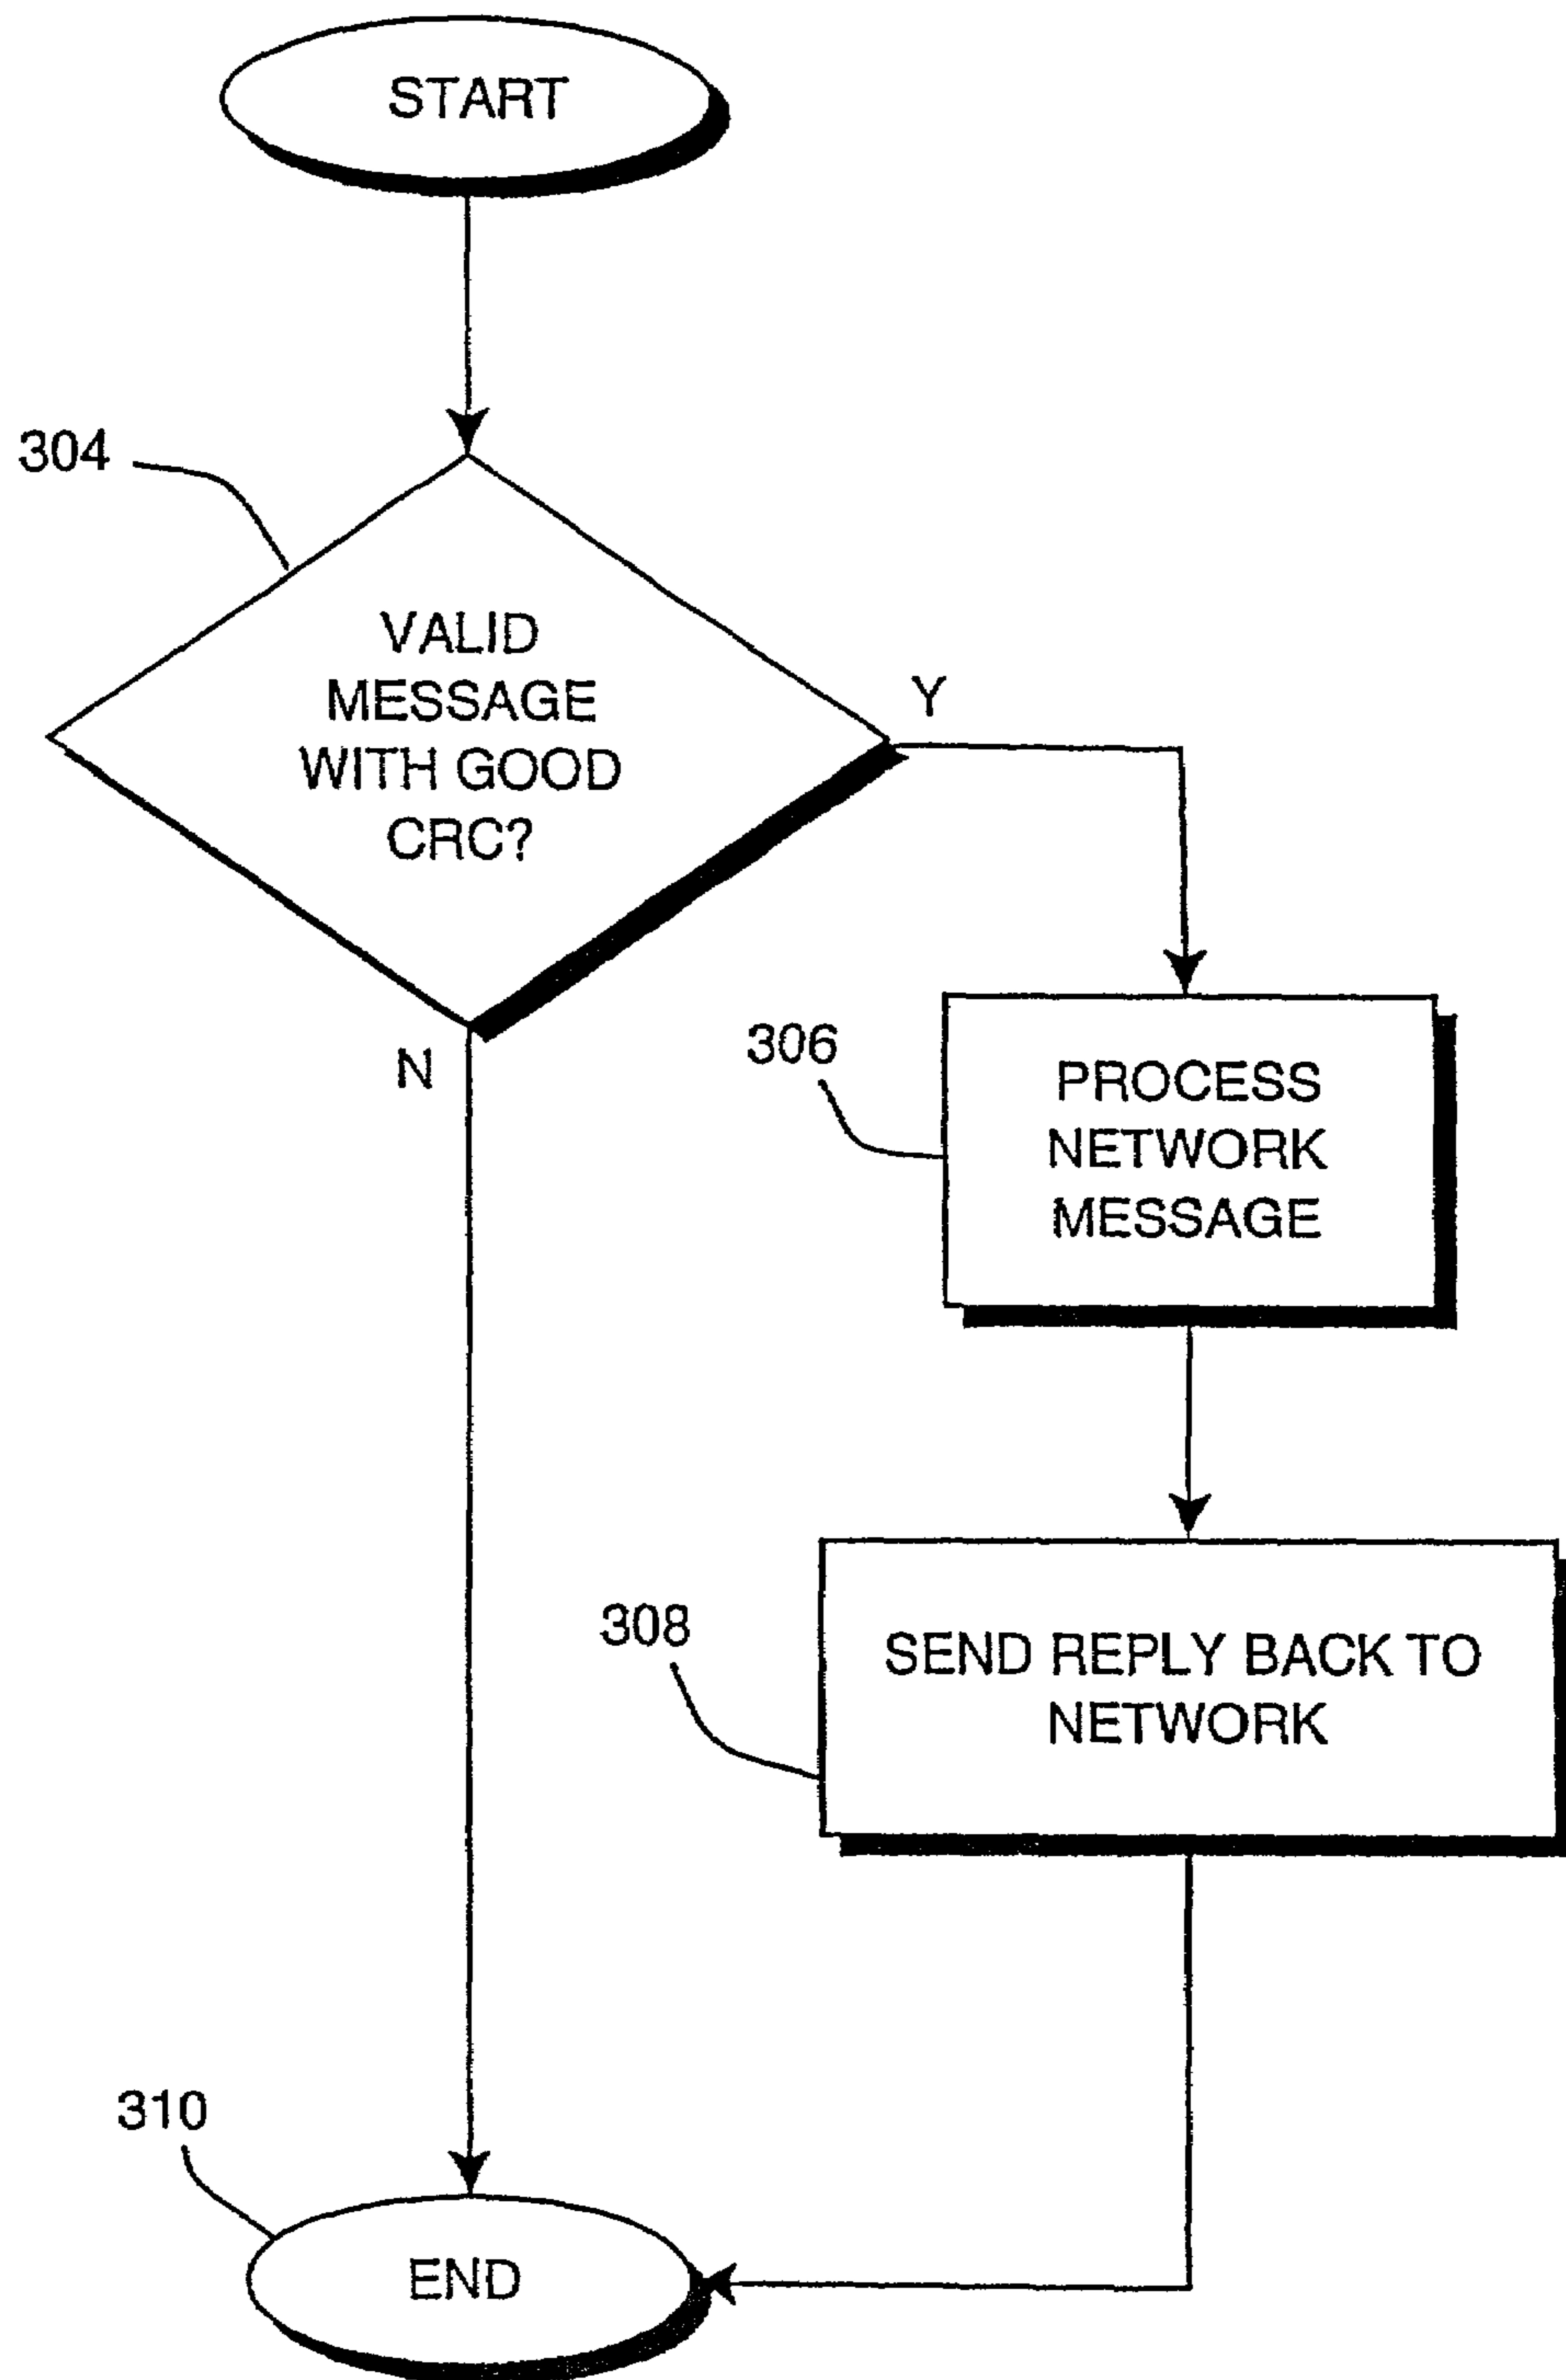 START
304
VALID
MESSAGE
WITH GOOD
CRC?
Y
N
306
PROCESS
NETWORK
MESSAGE
308
SEND REPLY BACK TO
NETWORK
310
END